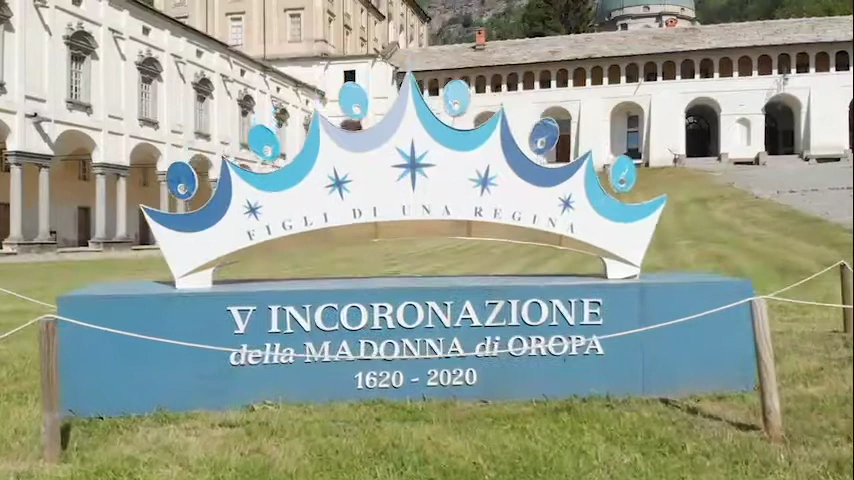 FIGLI DI UNA REGINA
V INCORONAZIONE
della MADONNA di OROPA
1620 - 2020